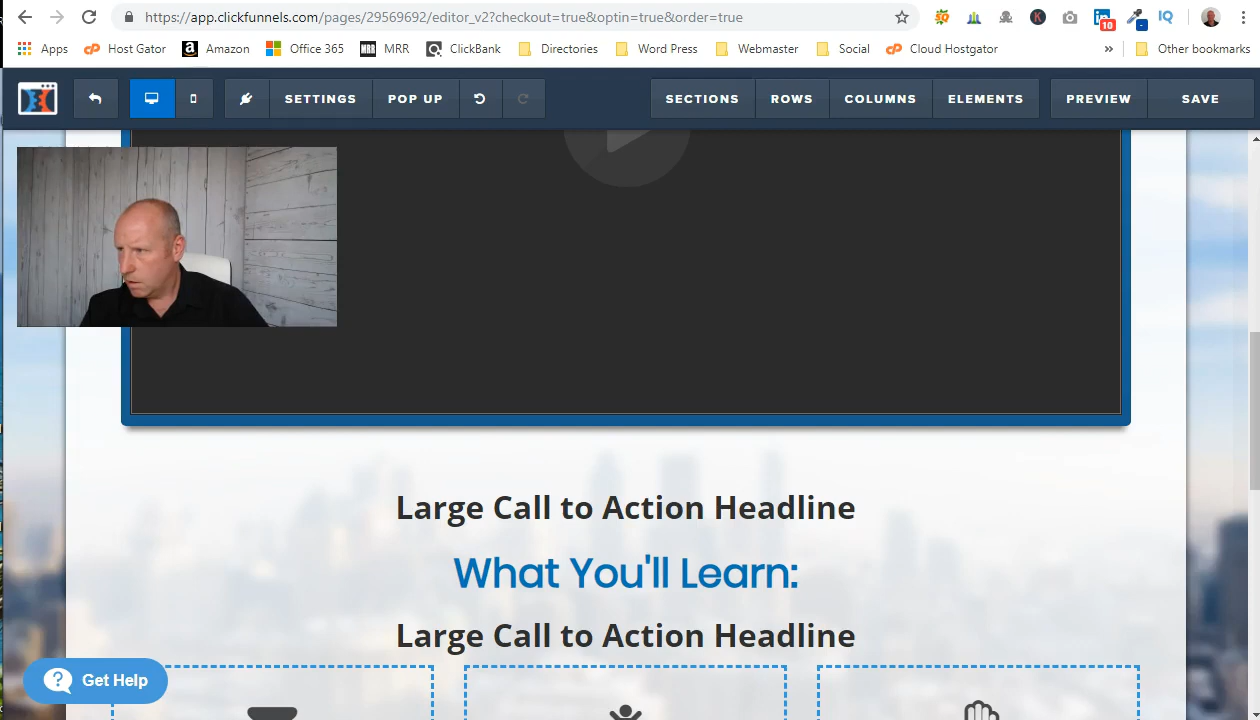 https://app.clickfunnels.com/pages/29569692/editor_v2?checkout=true&optin=true&order=true
10
Apps Host Gator Amazon Office 365 MRR MRR ClickBank Directories Word Press Webmaster Social Cloud Hostgator » Other bookmarks
SETTINGS POP UP SECTIONS ROWS COLUMNS ELEMENTS PREVIEW SAVE
Large Call to Action Headline
What You'll Learn:
Large Call to Action Headline
Get Help